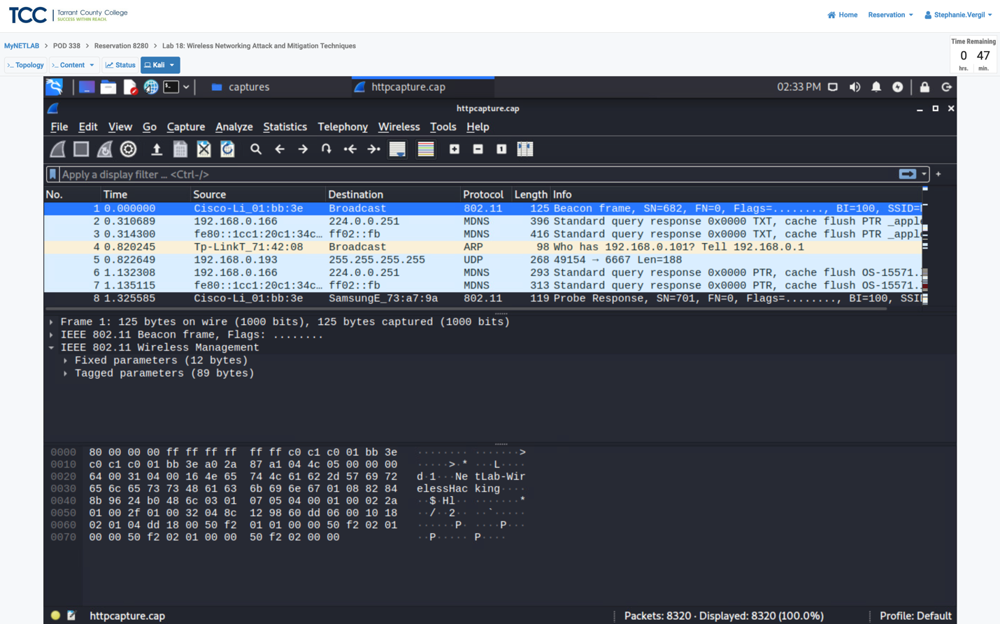 TCC Tarrant County College
SUCCESS WITHIN REACH.
Home Reservation Stephanie.Vergil
MyNETLAB > POD 338 > Reservation 8280 > Lab 18: Wireless Networking Attack and Mitigation Techniques
Time Remaining
0 47
hrs. min.
>_ Topology >_ Content Status Kali
captures httpcapture.cap 02:33 PM
httpcapture.cap
File Edit View Go Capture Analyze Statistics Telephony Wireless Tools Help
Apply a display filter ... <Ctrl-/>
No. Time Source Destination Protocol Length Info
1 0.000000 Cisco-Li_01:bb:3e Broadcast 802.11 125 Beacon frame, SN=682, FN=0, Flags=........, BI=100, SSID=
2 0.310689 192.168.0.166 224.0.0.251 MDNS 396 Standard query response 0x0000 TXT, cache flush PTR _appl
3 0.314300 fe80::1cc1:20c1:34c… ff02::fb MDNS 416 Standard query response 0x0000 TXT, cache flush PTR _appl
4 0.820245 Tp-LinkT_71:42:08 Broadcast ARP 98 Who has 192.168.0.101? Tell 192.168.0.1
5 0.822649 192.168.0.193 255.255.255.255 UDP 268 49154 → 6667 Len=188
6 1.132308 192.168.0.166 224.0.0.251 MDNS 293 Standard query response 0x0000 PTR, cache flush OS-15571.
7 1.135115 fe80::1cc1:20c1:34c… ff02::fb MDNS 313 Standard query response 0x0000 PTR, cache flush OS-15571.
8 1.325585 Cisco-Li_01:bb:3e SamsungE_73:a7:9a 802.11 119 Probe Response, SN=701, FN=0, Flags=........, BI=100, SSI
Frame 1: 125 bytes on wire (1000 bits), 125 bytes captured (1000 bits)
IEEE 802.11 Beacon frame, Flags: ........
IEEE 802.11 Wireless Management
Fixed parameters (12 bytes)
Tagged parameters (89 bytes)
0000 80 00 00 00 ff ff ff ff ff ff c0 c1 c0 01 bb 3e ········ ·······>
0010 c0 c1 c0 01 bb 3e a0 2a 87 a1 04 4c 05 00 00 00 ·····>·* ···L····
0020 64 00 31 04 00 16 4e 65 74 4c 61 62 2d 57 69 72 d·1···Ne tLab-Wir
0030 65 6c 65 73 73 48 61 63 6b 69 6e 67 01 08 82 84 elessHac king····
0040 8b 96 24 b0 48 6c 03 01 07 05 04 00 01 00 02 2a ··$·Hl·· ·······*
0050 01 00 2f 01 00 32 04 8c 12 98 60 dd 06 00 10 18 ··/··2·· ··`·····
0060 02 01 04 dd 18 00 50 f2 01 01 00 00 50 f2 02 01 ······P· ····P···
0070 00 00 50 f2 02 01 00 00 50 f2 02 00 00 ··P····· P····
httpcapture.cap Packets: 8320 · Displayed: 8320 (100.0%) Profile: Default